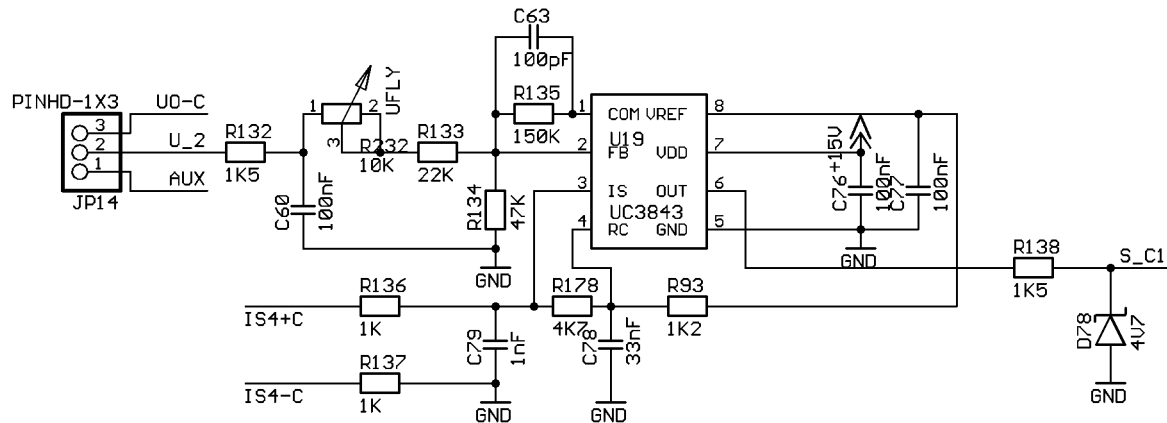 C63
100pF
PINHD-1X3
UO-C
U_2
AUX
3
2
1
JP14
R132
1K5
1
2
3
UFLY
R232
10K
C60
100nF
R133
22K
R135
150K
R134
47K
GND
1
2
3
4
COM VREF
U19
FB VDD
IS OUT
UC3843
RC GND
8
7
6
5
+15V
C76
100nF
C77
100nF
GND
R138
1K5
S_C1
D78
4V7
GND
IS4+C
R136
1K
IS4-C
R137
1K
C79
1nF
GND
R178
4K7
C78
33nF
GND
R93
1K2